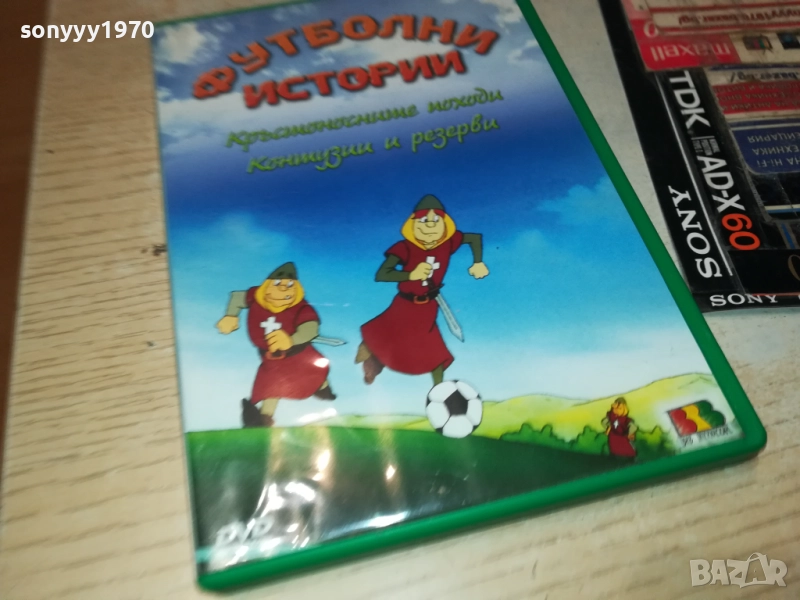 sonyyy1970
ФУТБОЛНИ
ИСТОРИИ
Кръстоносните походи
Контузии и резерви
DVD
maxell
TDK AD-X60
SONY
SONY
BAZAR